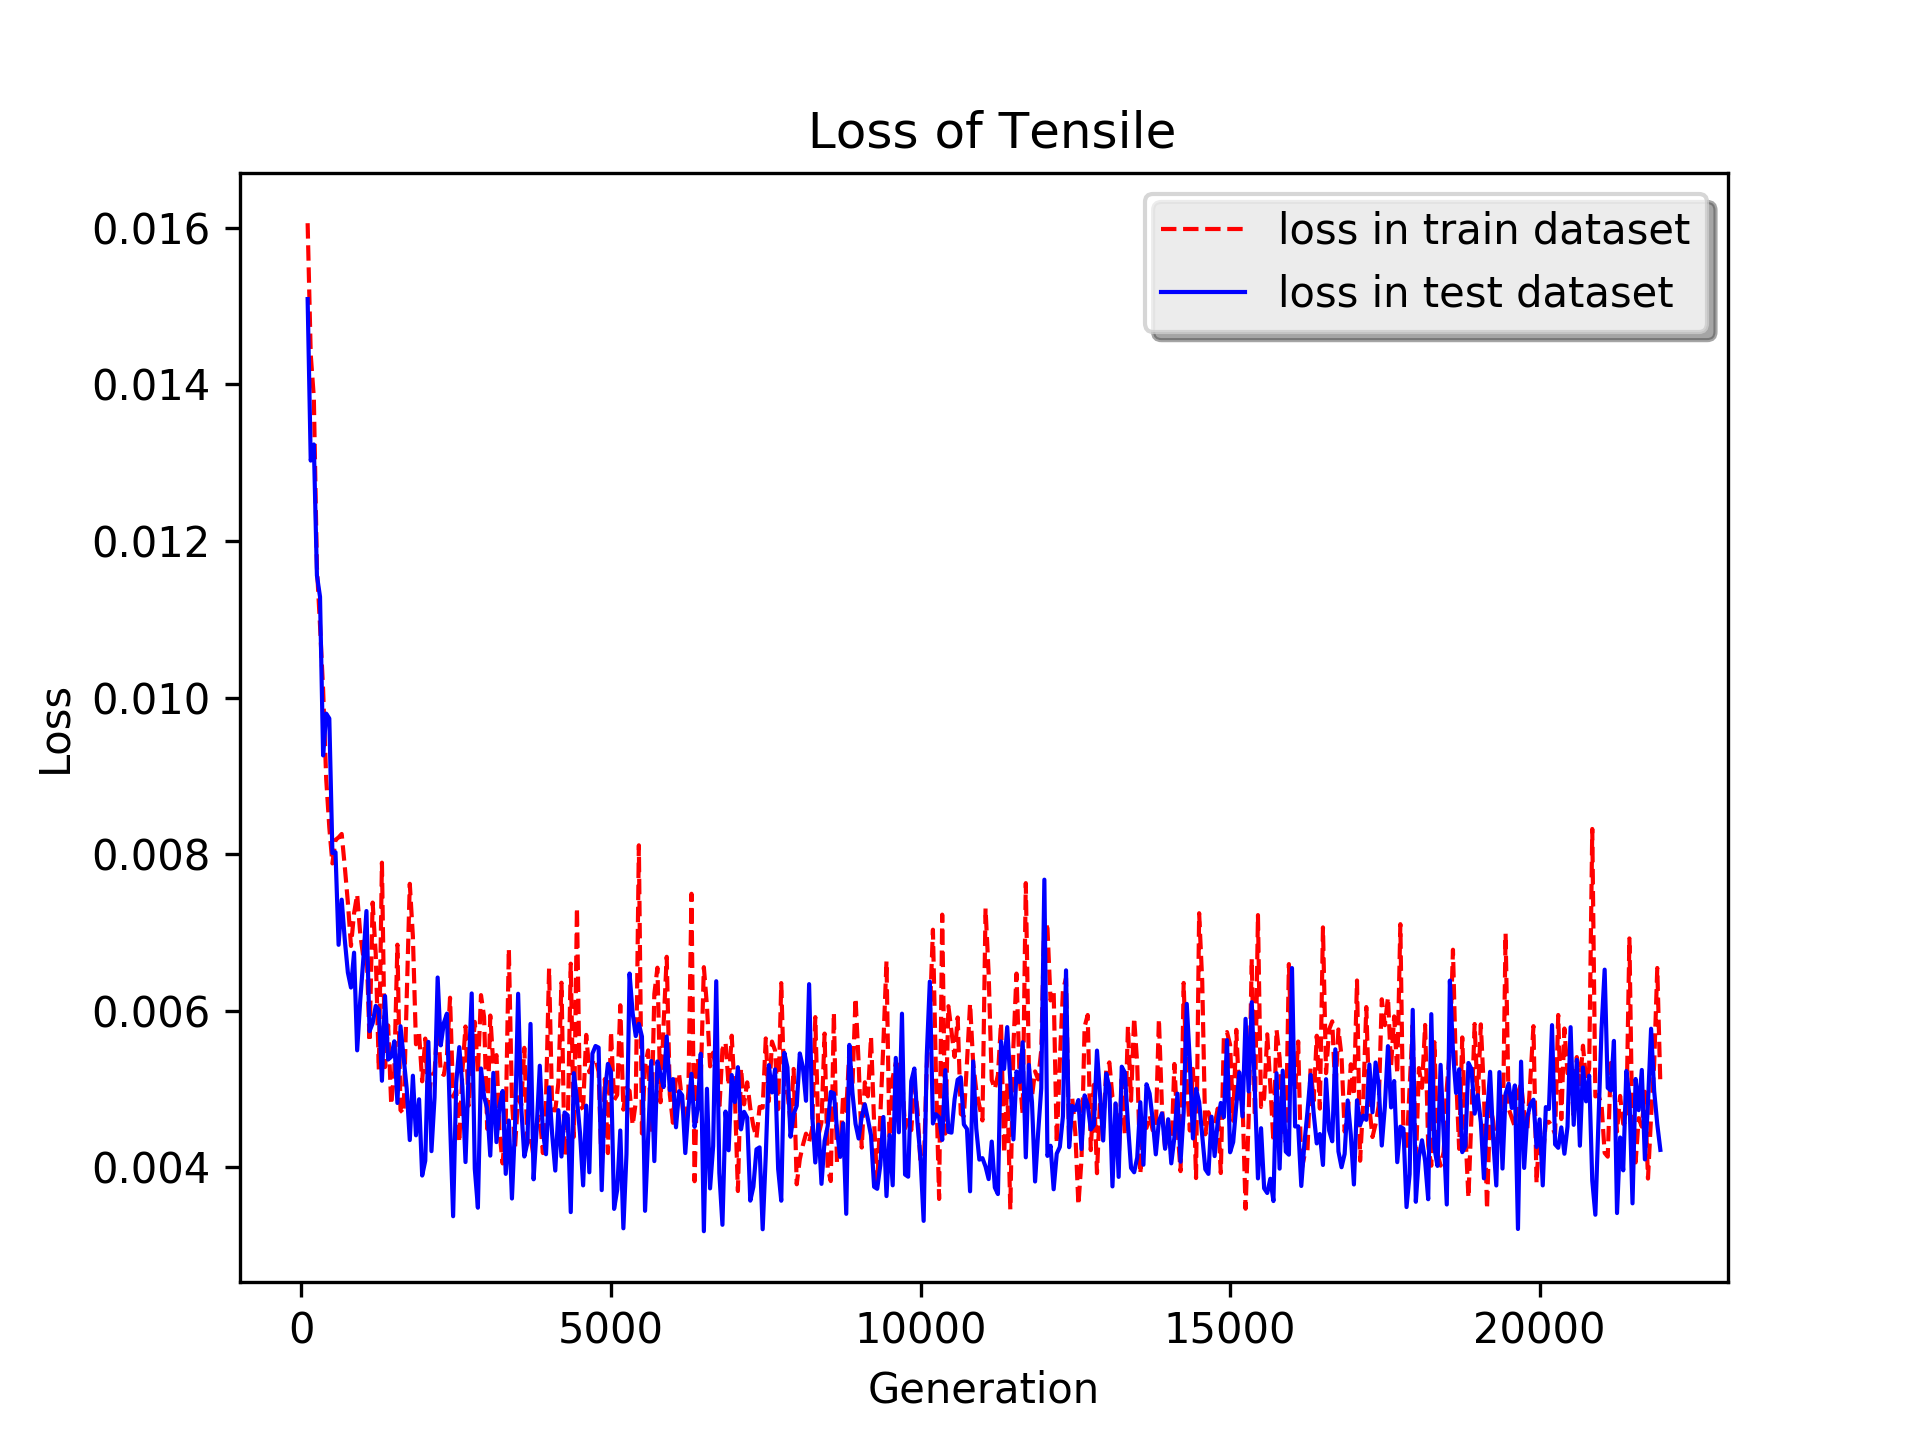 Loss of Tensile
loss in train dataset
loss in test dataset
0.016
0.014
0.012
0.010
0.008
0.006
0.004
Loss
0 5000 10000 15000 20000
Generation